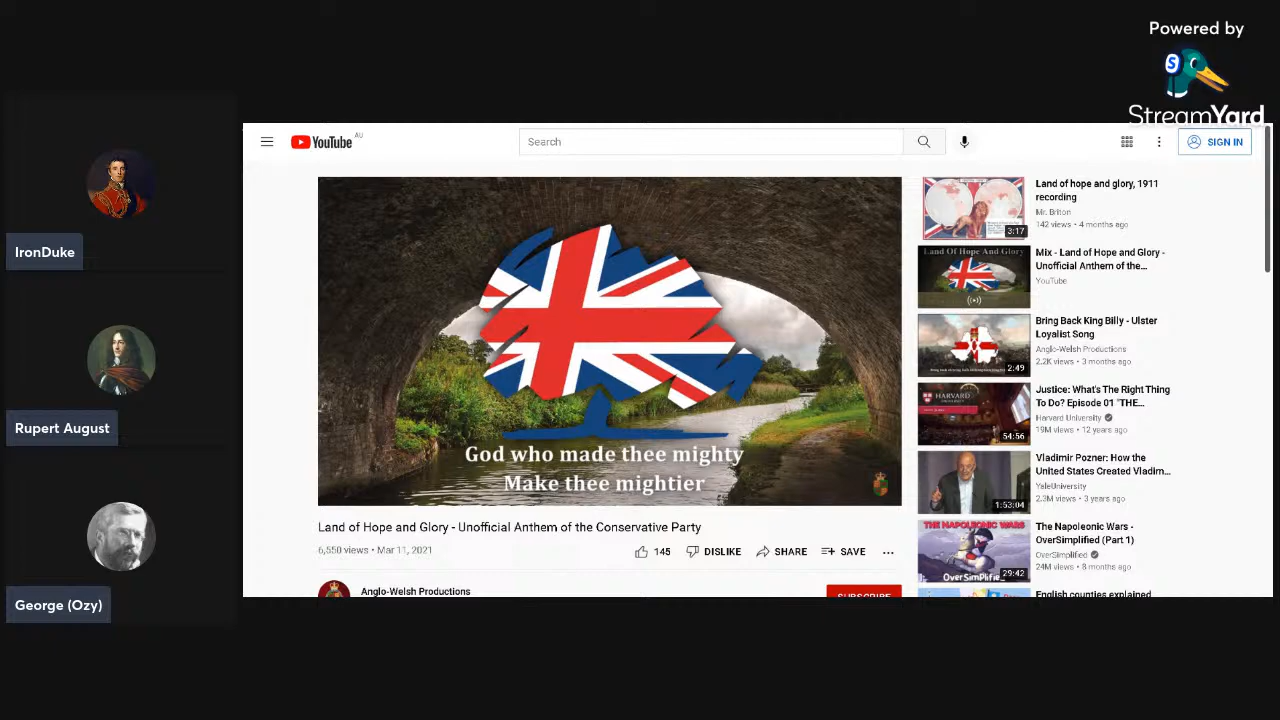 Powered by
StreamYard
IronDuke
Rupert August
George (Ozy)
YouTube AU
Search
SIGN IN
God who made thee mighty
Make thee mightier
Land of Hope and Glory - Unofficial Anthem of the Conservative Party
6,550 views • Mar 11, 2021
145
DISLIKE
SHARE
SAVE
Anglo-Welsh Productions
SUBSCRIBE
3:17
Land of hope and glory, 1911
recording
Mr. Briton
142 views • 4 months ago
Land Of Hope And Glory
Mix - Land of Hope and Glory -
Unofficial Anthem of the...
YouTube
2:49
Bring Back King Billy - Ulster
Loyalist Song
Anglo-Welsh Productions
2.2K views • 3 months ago
HARVARD
54:56
Justice: What's The Right Thing
To Do? Episode 01 "THE...
Harvard University
19M views • 12 years ago
1:53:04
Vladimir Pozner: How the
United States Created Vladim...
YaleUniversity
2.3M views • 3 years ago
THE NAPOLEONIC WARS
OverSimplified
29:42
The Napoleonic Wars -
OverSimplified (Part 1)
OverSimplified
24M views • 8 months ago
English counties explained